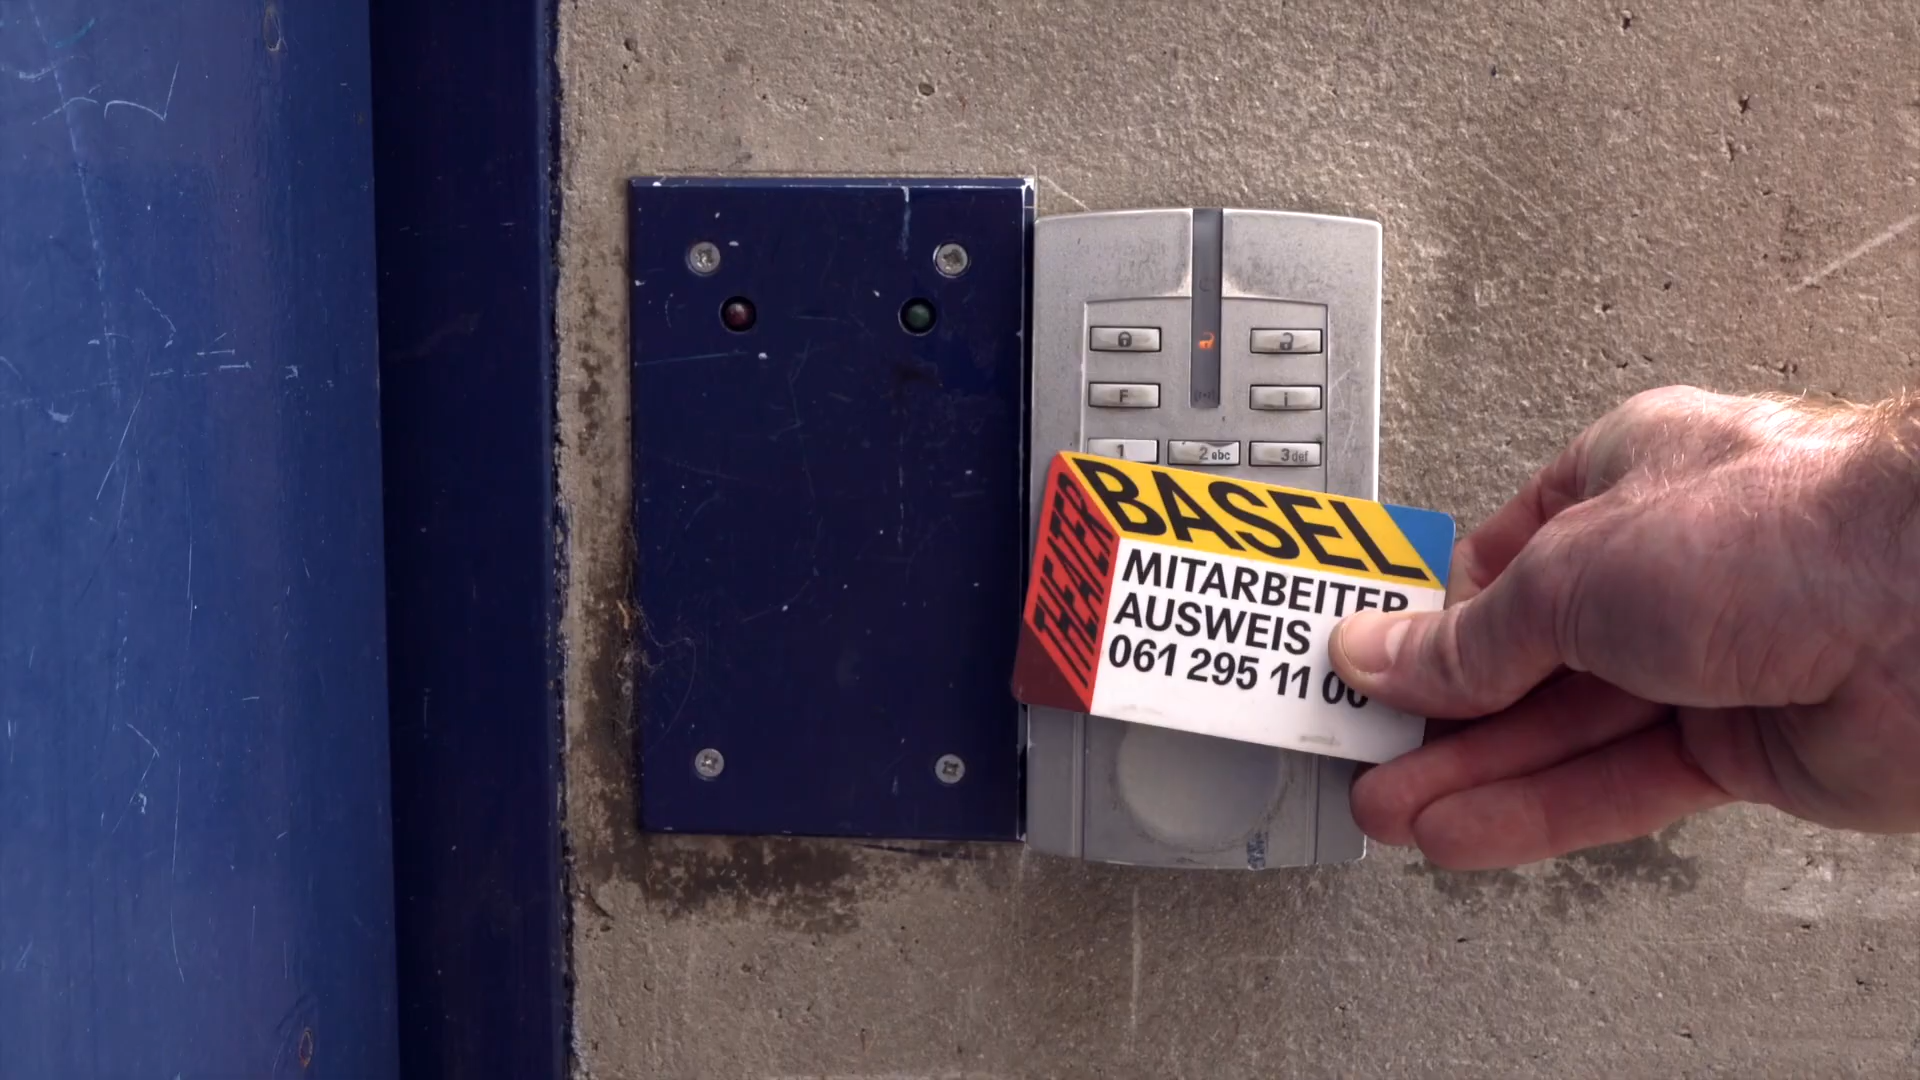 F
i
1
2 abc
3 def
THEATER
BASEL
MITARBEITER
AUSWEIS
061 295 11 00